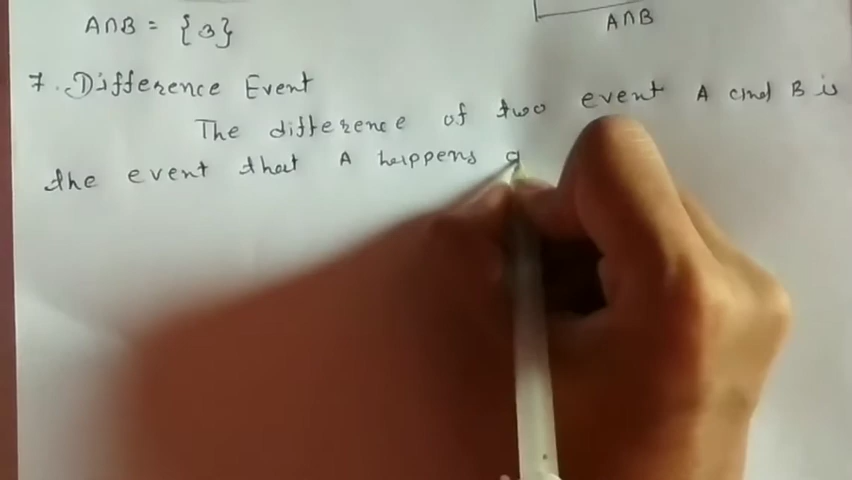 A∩B = {3}
A∩B
7. Difference Event
The difference of two event A and B is
the event that A happens a